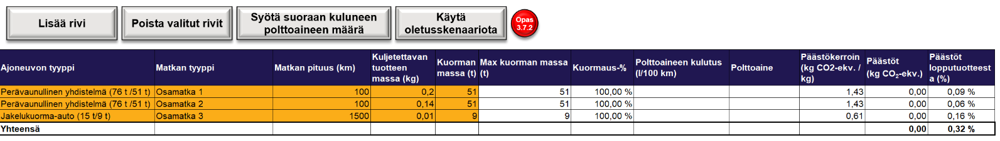 Lisää rivi
Poista valitut rivit
Syötä suoraan kuluneen
polttoaineen määrä
Käytä
oletusskenaariota
Opas
3.7.2
Ajoneuvon tyyppi
Matkan tyyppi
Matkan pituus (km)
Kuljetettavan
tuotteen
massa (kg)
Kuorman
massa (t)
Max kuorman massa
(t)
Kuormaus-%
Polttoaineen kulutus
(l/100 km)
Polttoaine
Päästökerroin
(kg CO2-ekv. /
kg)
Päästöt
(kg CO₂-ekv.)
Päästöt
lopputuotteest
a (%)
Perävaunullinen yhdistelmä (76 t /51 t) Osamatka 1 100 0,2 51 51 100,00 % 1,43 0,00 0,09 %
Perävaunullinen yhdistelmä (76 t /51 t) Osamatka 2 100 0,14 51 51 100,00 % 1,43 0,00 0,06 %
Jakelukuorma-auto (15 t/9 t) Osamatka 3 1500 0,01 9 9 100,00 % 0,61 0,00 0,16 %
Yhteensä 0,00 0,32 %